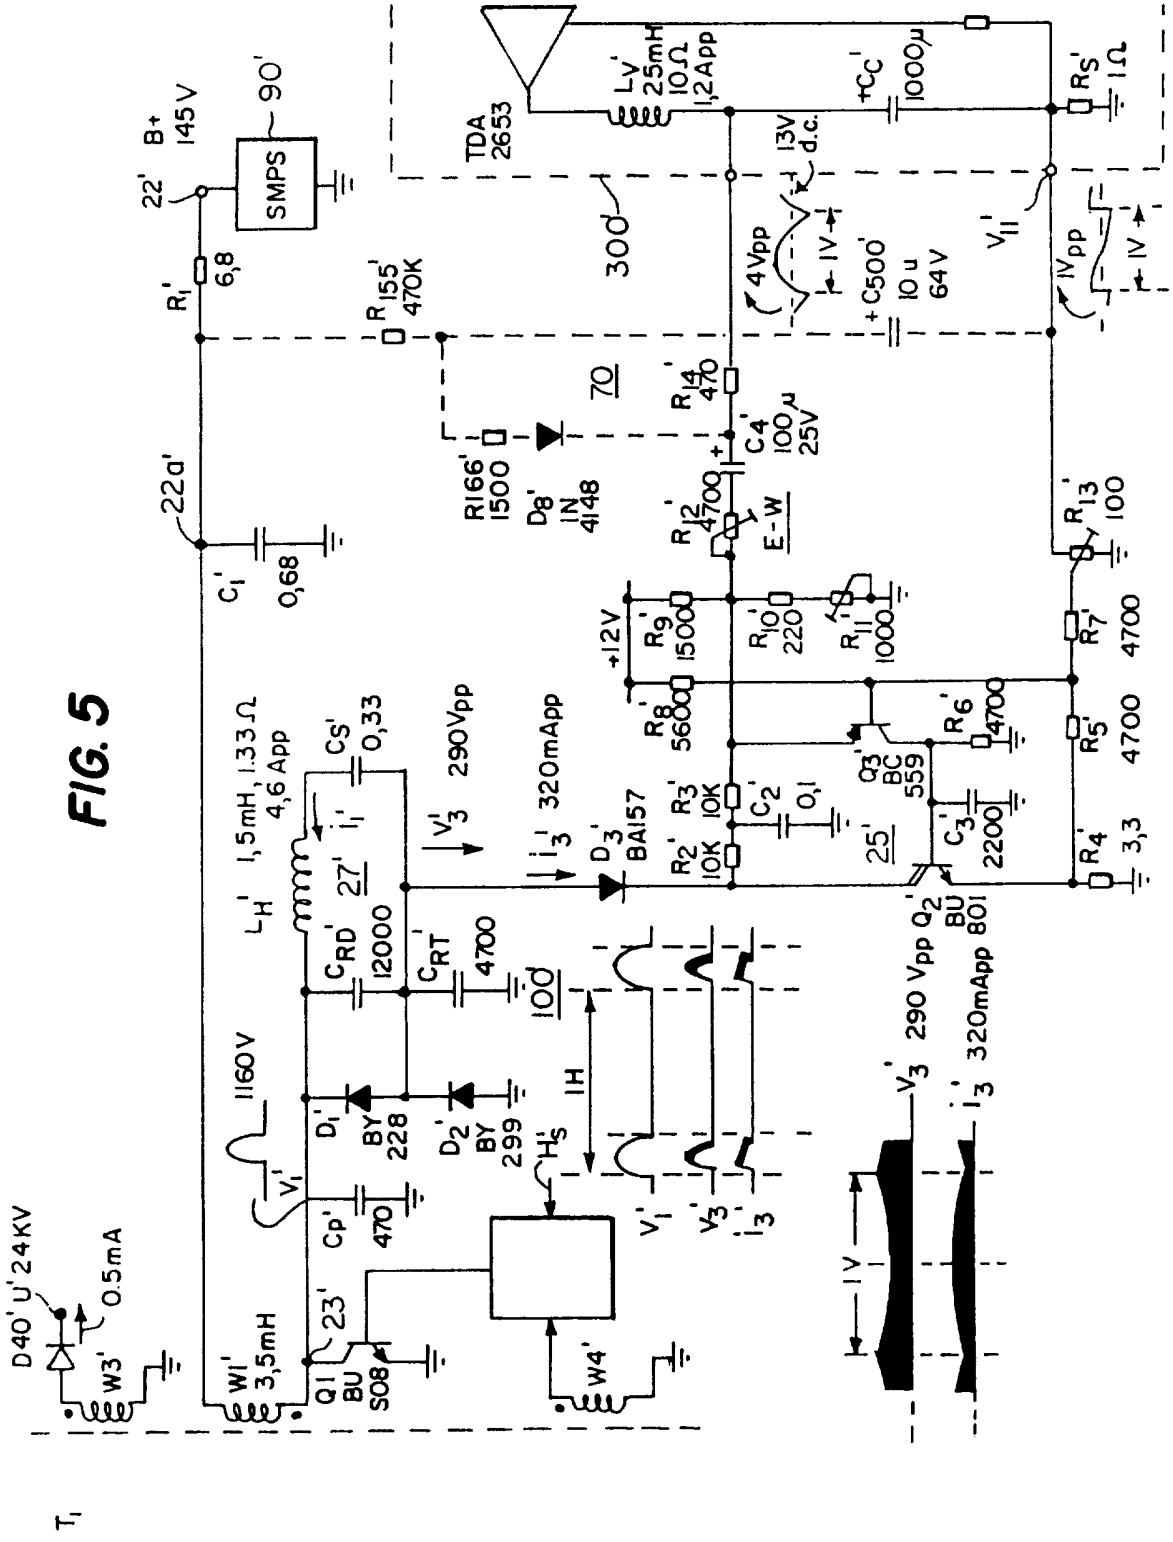 FIG. 5
T1
D40' U' 24KV
0.5mA
W3'
W1'
3,5mH
23'
Q1
BU
508
W4'
V1'
1160V
Cp'
470
H's
D1'
BY
228
D2'
BY
299
CRD'
12000
CRT'
4700
100'
LH'
27'
1,5mH, 1.33Ω
4,6 App
i1'
Cs'
0,33
V3'
290Vpp
i3'
320mApp
D3'
BA157
C1'
0,68
22a'
R1'
6,8
22'
B+
145V
SMPS
90'
R155'
470K
R166'
1500
D8'
1N
4148
70
300'
TDA
2653
LV'
25mH
10Ω
1,2App
+CC'
1000μ
RS'
1Ω
13V
d.c.
4Vpp
1V
+C500'
10u
64V
V11'
1Vpp
1V
R14'
470
C4'
100μ
25V
+
R12'
4700
E-W
+12V
R9'
1500
R10'
220
R11'
1000
R8'
5600
R3'
10K
R2'
10K
C2'
0,1
Q3'
BC
559
R6'
4700
25'
C3'
2200
Q2'
BU
801
R4'
3,3
R5'
4700
R7'
4700
R13'
100
V1'
V3'
i3'
1H
1V
V3' 290 Vpp
i3' 320mApp